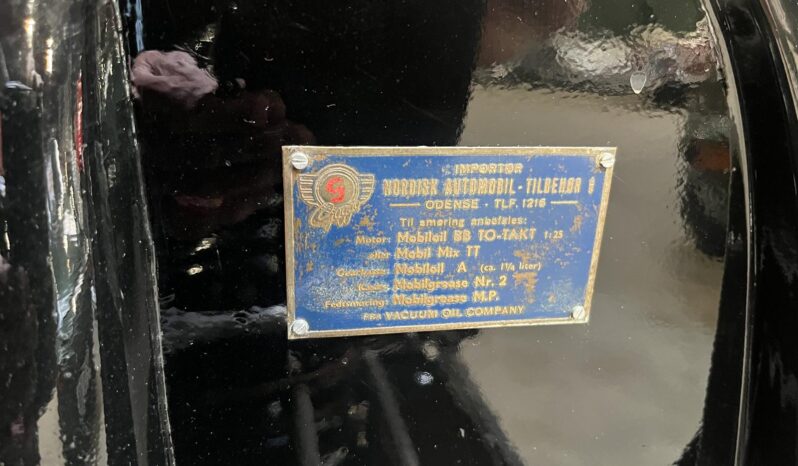 IMPORTØR
NORDISK AUTOMOBIL - TILBEHØR
ODENSE - TLF. 1216
Til smøring anbefales:
Motor: Mobiloil BB TO-TAKT 1:25
eller Mobil Mix TT
Gearkasse: Mobiloil A (ca. 1¼ liter)
Mobilgrease Nr. 2
Fedtsmøring: Mobilgrease M.P.
FRA VACUUM OIL COMPANY